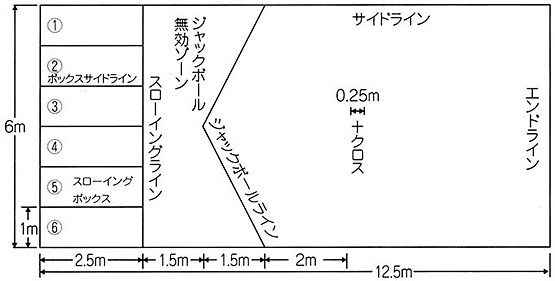 ①
②
ボックスサイドライン
③
④
⑤ スローイング
ボックス
⑥
6m
1m
スローイングライン
ジャックボール
無効ゾーン
ジャックボールライン
サイドライン
0.25m
クロス
エンドライン
2.5m
1.5m
1.5m
2m
12.5m